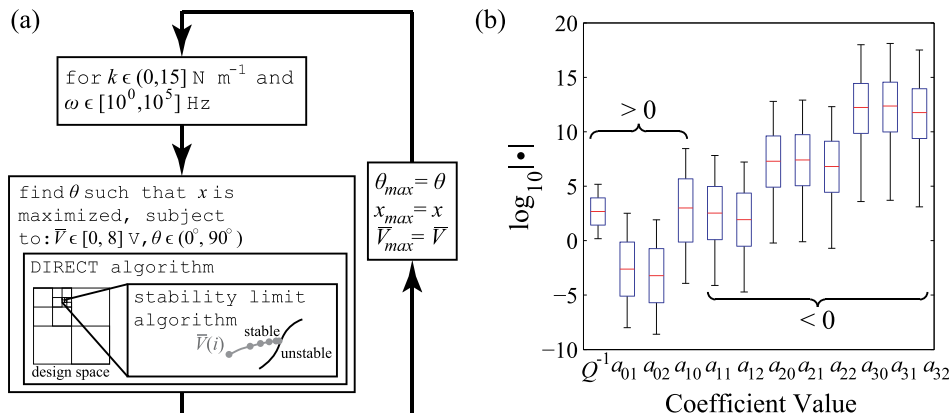 (a)
for k ϵ (0,15] N m⁻¹ and
ω ϵ [10⁰,10⁵] Hz
find θ such that x is
maximized, subject
to: V̅ ϵ [0, 8] V, θ ϵ (0°, 90°)
DIRECT algorithm
design space
stability limit
algorithm
stable
V̅(i)
unstable
θmax = θ
xmax = x
V̅max = V̅
(b)
log₁₀|•|
20
15
10
5
0
−5
−10
> 0
< 0
Q⁻¹ a₀₁ a₀₂ a₁₀ a₁₁ a₁₂ a₂₀ a₂₁ a₂₂ a₃₀ a₃₁ a₃₂
Coefficient Value